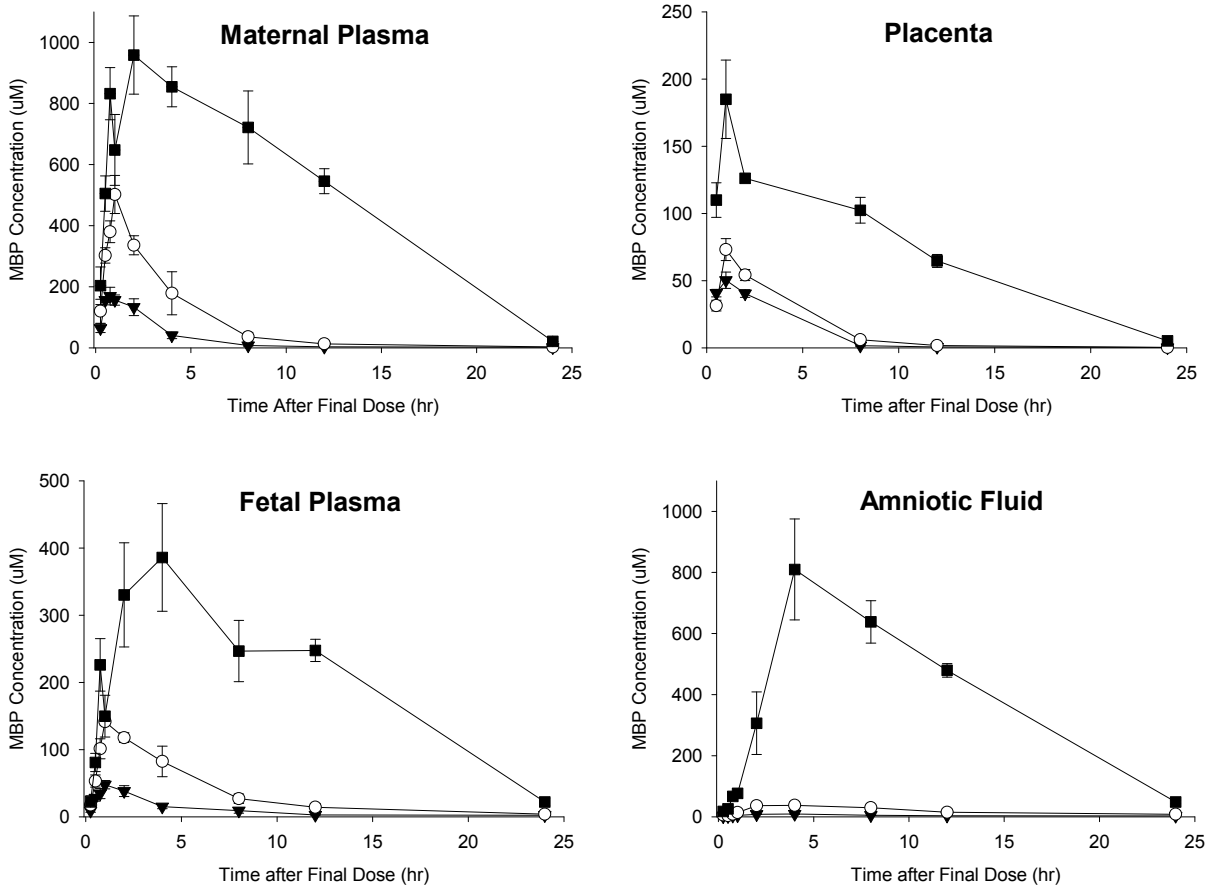 Maternal Plasma
MBP Concentration (uM)
1000
800
600
400
200
0
0 5 10 15 20 25
Time After Final Dose (hr)
Placenta
MBP Concentration (uM)
250
200
150
100
50
0
0 5 10 15 20 25
Time after Final Dose (hr)
Fetal Plasma
MBP Concentration (uM)
500
400
300
200
100
0
0 5 10 15 20 25
Time after Final Dose (hr)
Amniotic Fluid
MBP Concentration (uM)
1000
800
600
400
200
0
0 5 10 15 20 25
Time after Final Dose (hr)